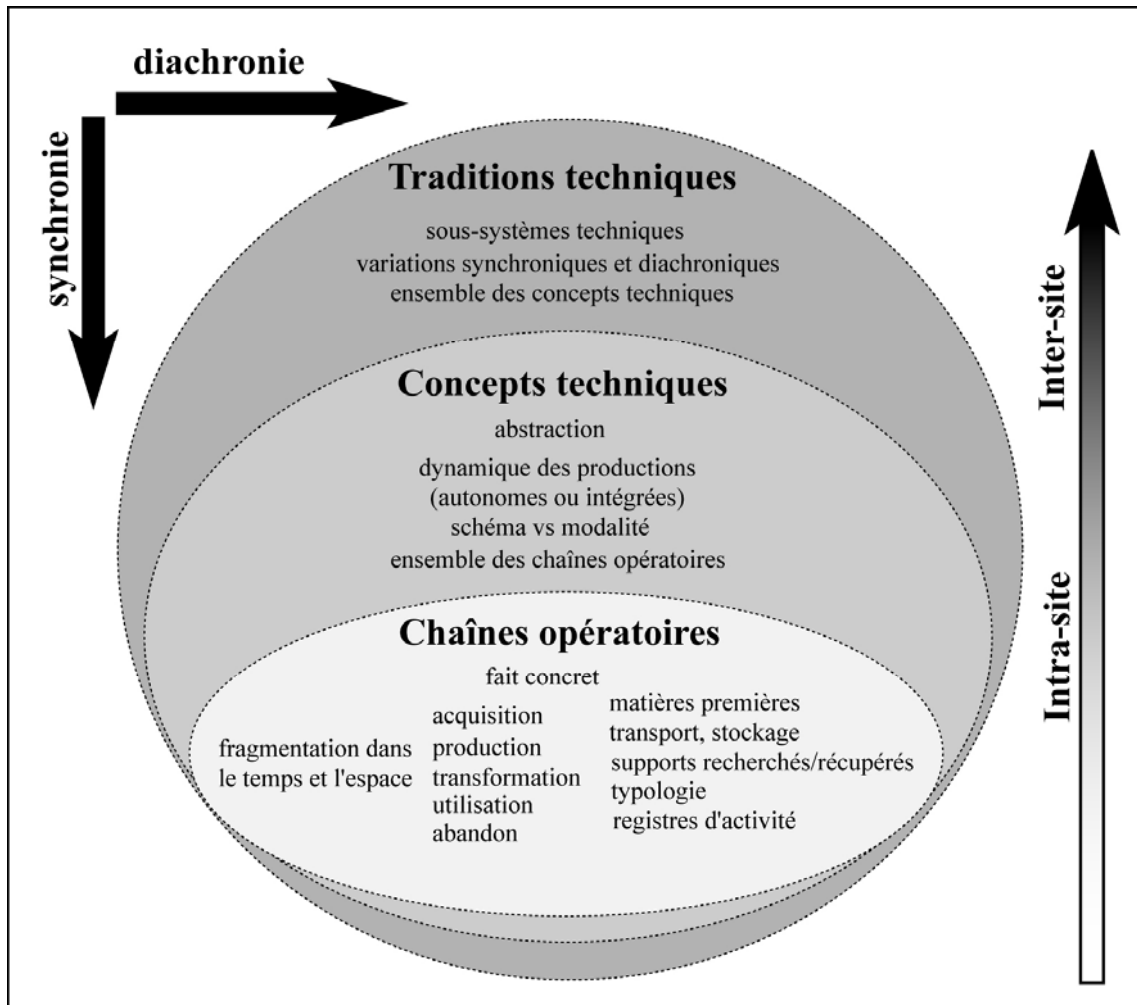 diachronie
synchronie
Traditions techniques
sous-systèmes techniques
variations synchroniques et diachroniques
ensemble des concepts techniques
Concepts techniques
abstraction
dynamique des productions
(autonomes ou intégrées)
schéma vs modalité
ensemble des chaînes opératoires
Chaînes opératoires
fait concret
fragmentation dans
le temps et l'espace
acquisition
production
transformation
utilisation
abandon
matières premières
transport, stockage
supports recherchés/récupérés
typologie
registres d'activité
Inter-site
Intra-site